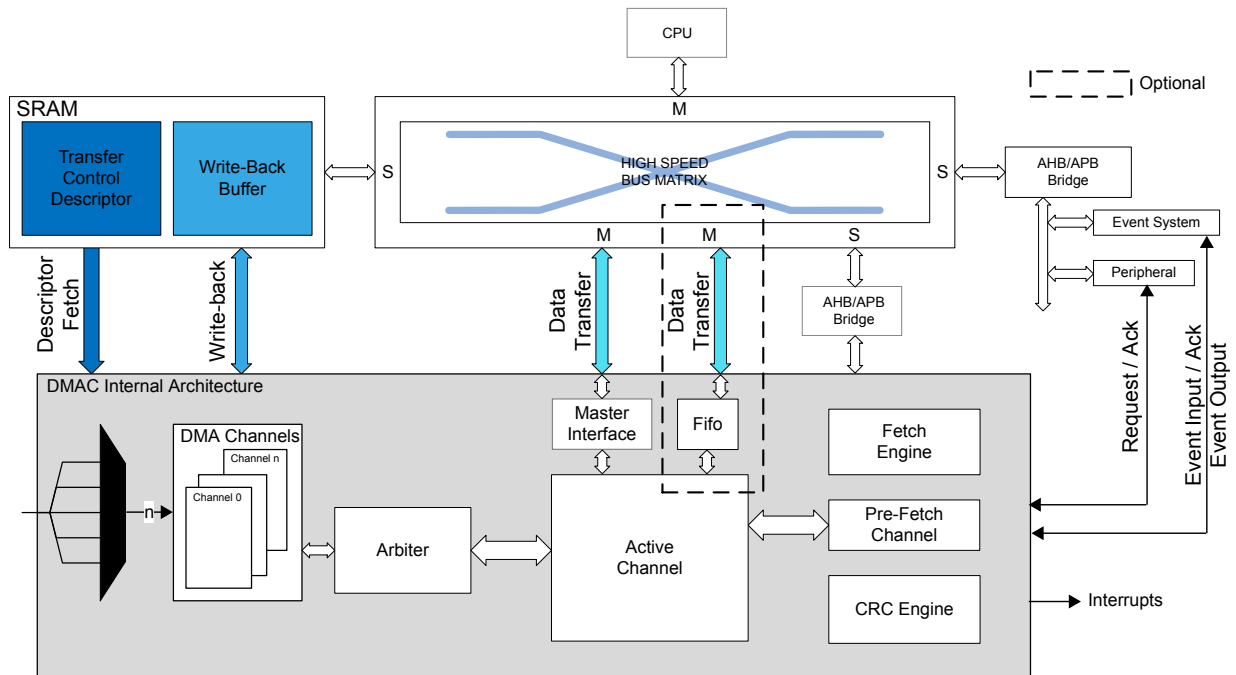 CPU
Optional
SRAM
Transfer
Control
Descriptor
Write-Back
Buffer
M
S
HIGH SPEED
BUS MATRIX
S
AHB/APB
Bridge
Event System
Peripheral
M
M
S
Descriptor
Fetch
Write-back
Data
Transfer
Data
Transfer
AHB/APB
Bridge
Request / Ack
Event Input / Ack
Event Output
DMAC Internal Architecture
DMA Channels
Channel n
Channel 0
n
Arbiter
Master
Interface
Fifo
Active
Channel
Fetch
Engine
Pre-Fetch
Channel
CRC Engine
Interrupts